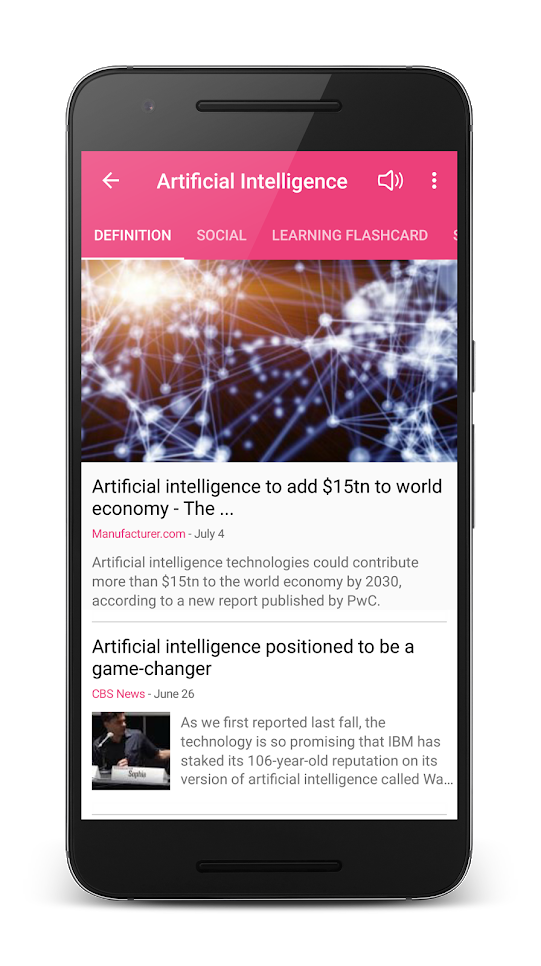 Artificial Intelligence
DEFINITION SOCIAL LEARNING FLASHCARD
Artificial intelligence to add $15tn to world
economy - The ...
Manufacturer.com - July 4
Artificial intelligence technologies could contribute
more than $15tn to the world economy by 2030,
according to a new report published by PwC.
Artificial intelligence positioned to be a
game-changer
CBS News - June 26
As we first reported last fall, the
technology is so promising that IBM has
staked its 106-year-old reputation on its
version of artificial intelligence called Wa...
Sophia